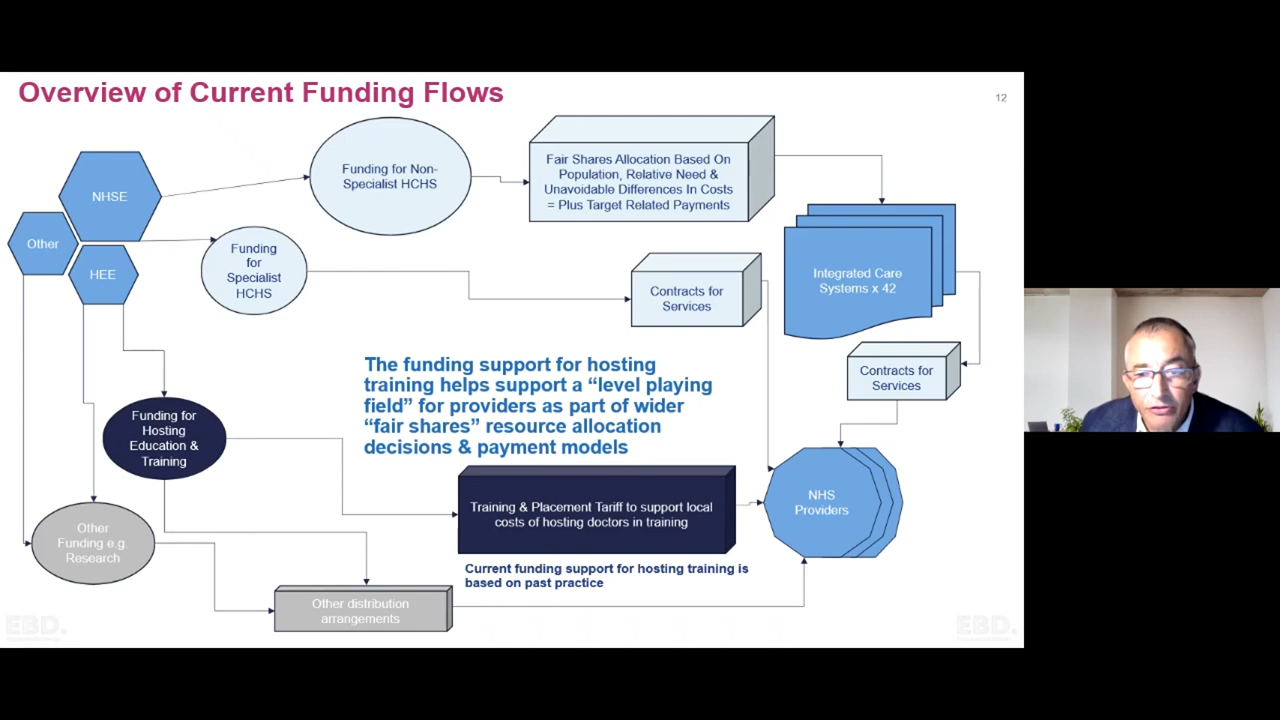 Overview of Current Funding Flows
12
NHSE
Other
HEE
Funding for Non-
Specialist HCHS
Fair Shares Allocation Based On
Population, Relative Need &
Unavoidable Differences In Costs
= Plus Target Related Payments
Funding
for
Specialist
HCHS
Contracts for
Services
Integrated Care
Systems x 42
Contracts for
Services
The funding support for hosting
training helps support a “level playing
field” for providers as part of wider
“fair shares” resource allocation
decisions & payment models
Funding for
Hosting
Education &
Training
Training & Placement Tariff to support local
costs of hosting doctors in training
NHS
Providers
Other
Funding e.g.
Research
Current funding support for hosting training is
based on past practice
Other distribution
arrangements
EBD.
EBD.